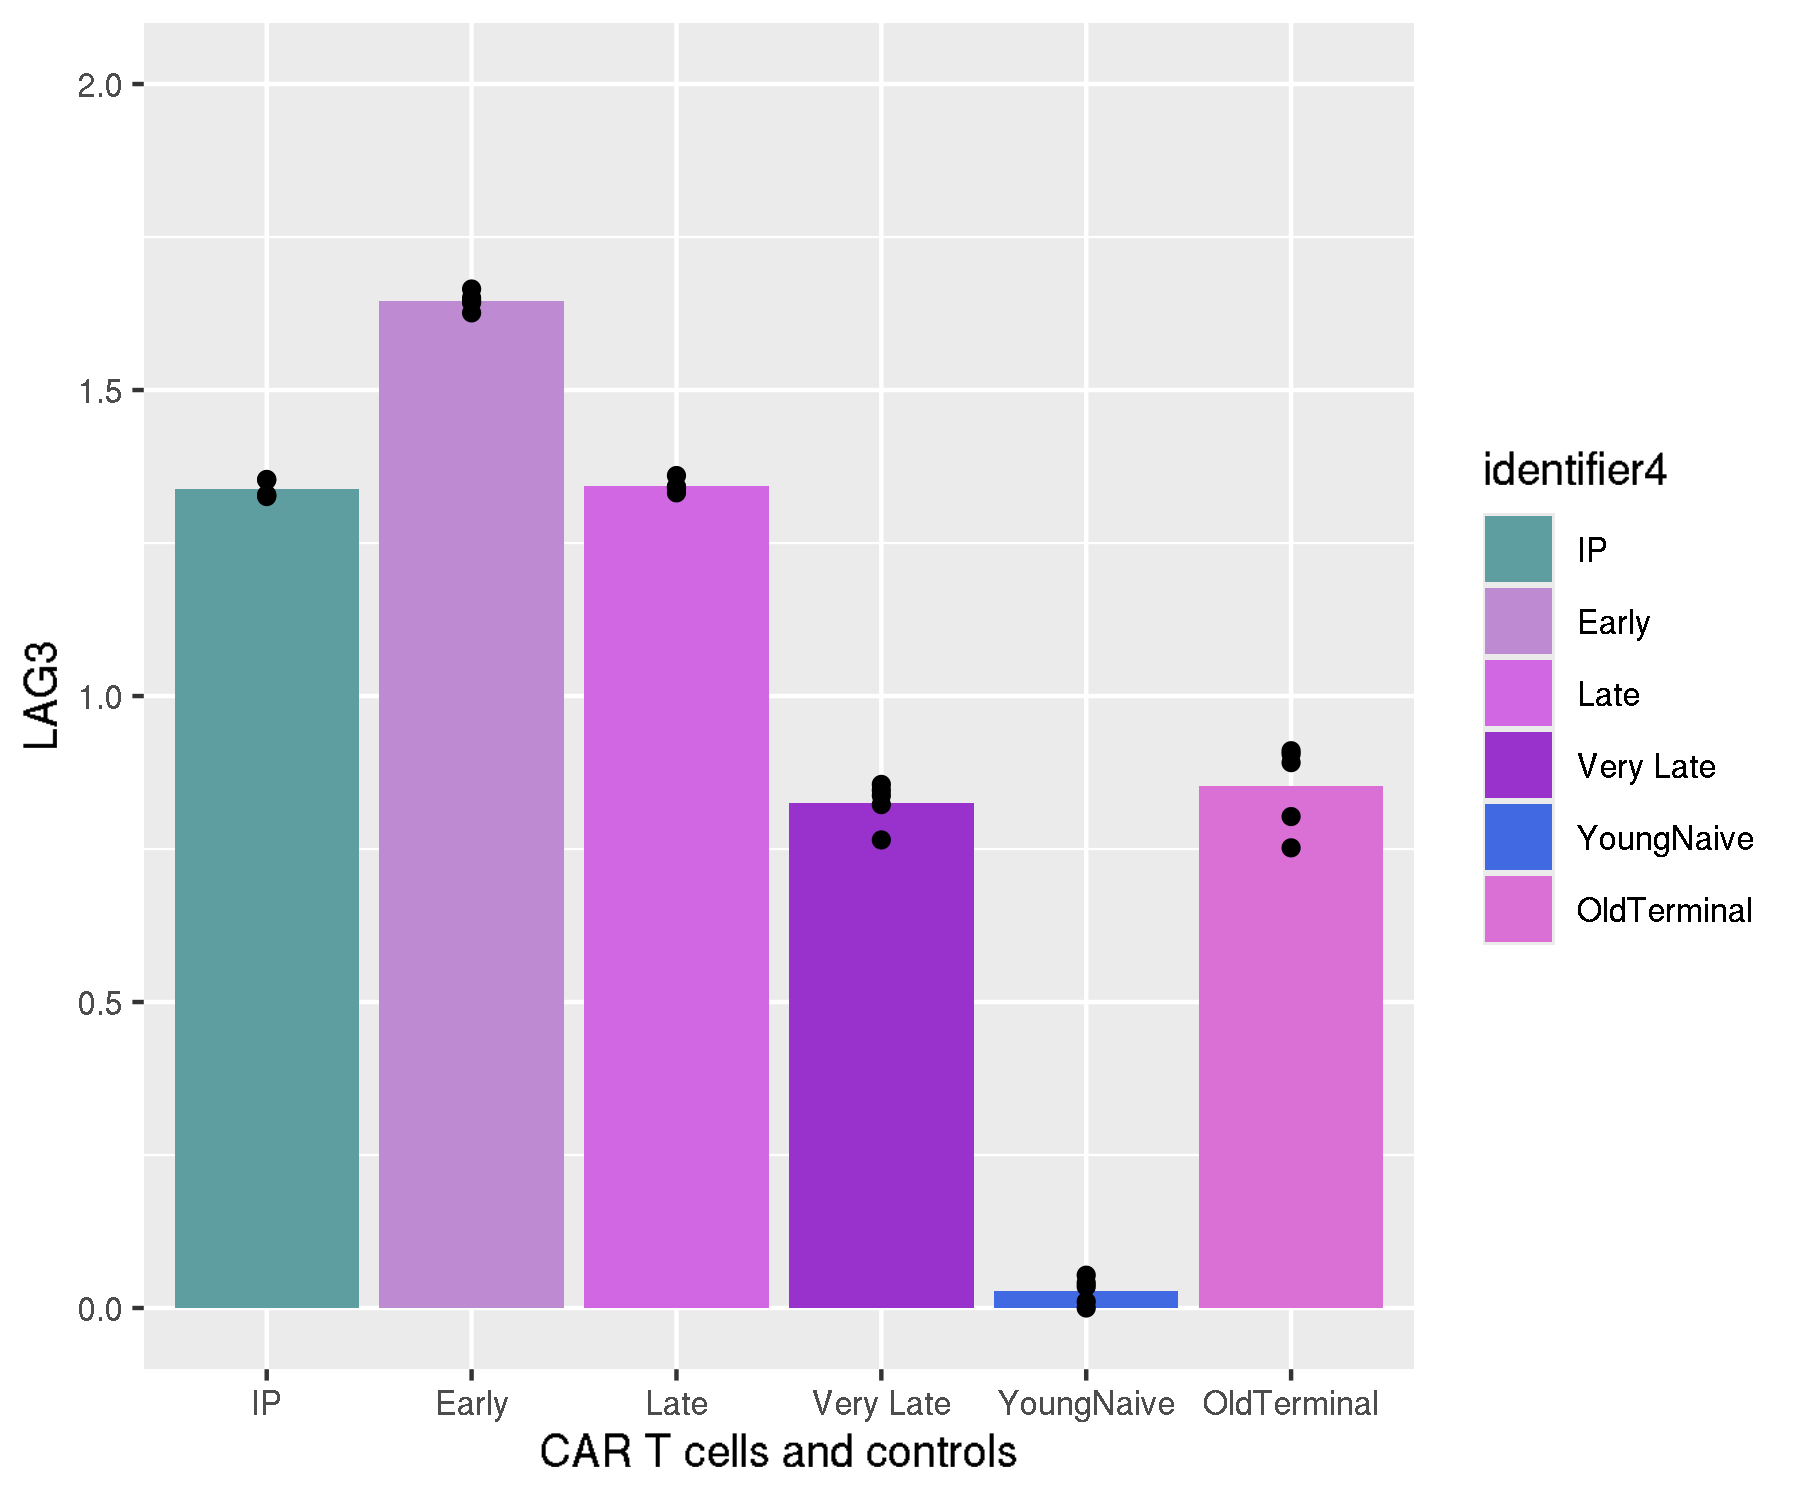 LAG3
2.0
1.5
1.0
0.5
0.0
IP Early Late Very Late YoungNaive OldTerminal
CAR T cells and controls
identifier4
IP
Early
Late
Very Late
YoungNaive
OldTerminal